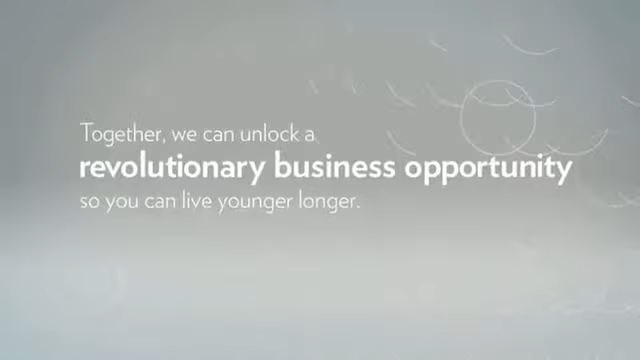 Together, we can unlock a
revolutionary business opportunity
so you can live younger longer.